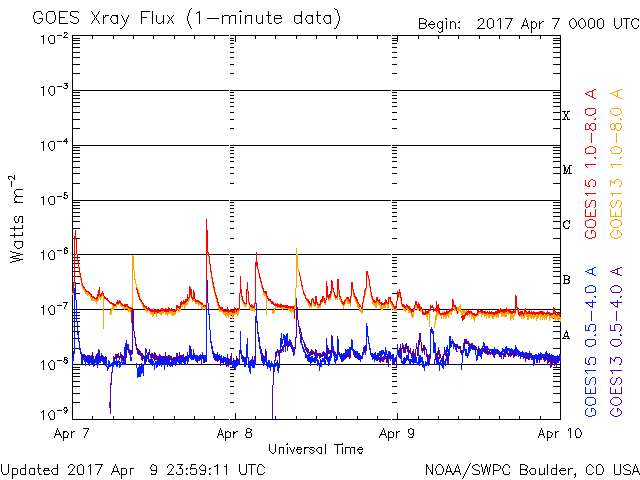 GOES Xray Flux (1-minute data)
Begin: 2017 Apr 7 0000 UTC
10-2
10-3
10-4
10-5
10-6
10-7
10-8
10-9
Watts m-2
X
M
C
B
A
GOES15 0.5-4.0 A GOES15 1.0-8.0 A
GOES13 0.5-4.0 A GOES13 1.0-8.0 A
Apr 7 Apr 8 Apr 9 Apr 10
Universal Time
Updated 2017 Apr 9 23:59:11 UTC
NOAA/SWPC Boulder, CO USA